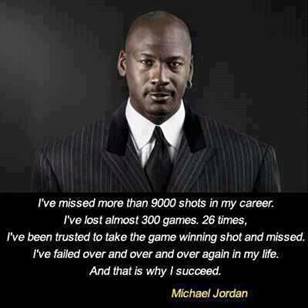 I've missed more than 9000 shots in my career.
I've lost almost 300 games. 26 times,
I've been trusted to take the game winning shot and missed.
I've failed over and over and over again in my life.
And that is why I succeed.
Michael Jordan